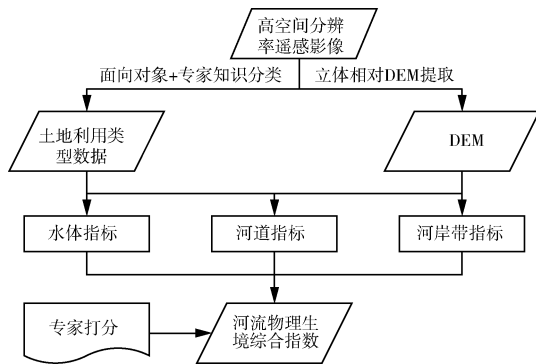 高空间分辨
率遥感影像
面向对象+专家知识分类
立体相对DEM提取
土地利用类
型数据
DEM
水体指标
河道指标
河岸带指标
专家打分
河流物理生
境综合指数